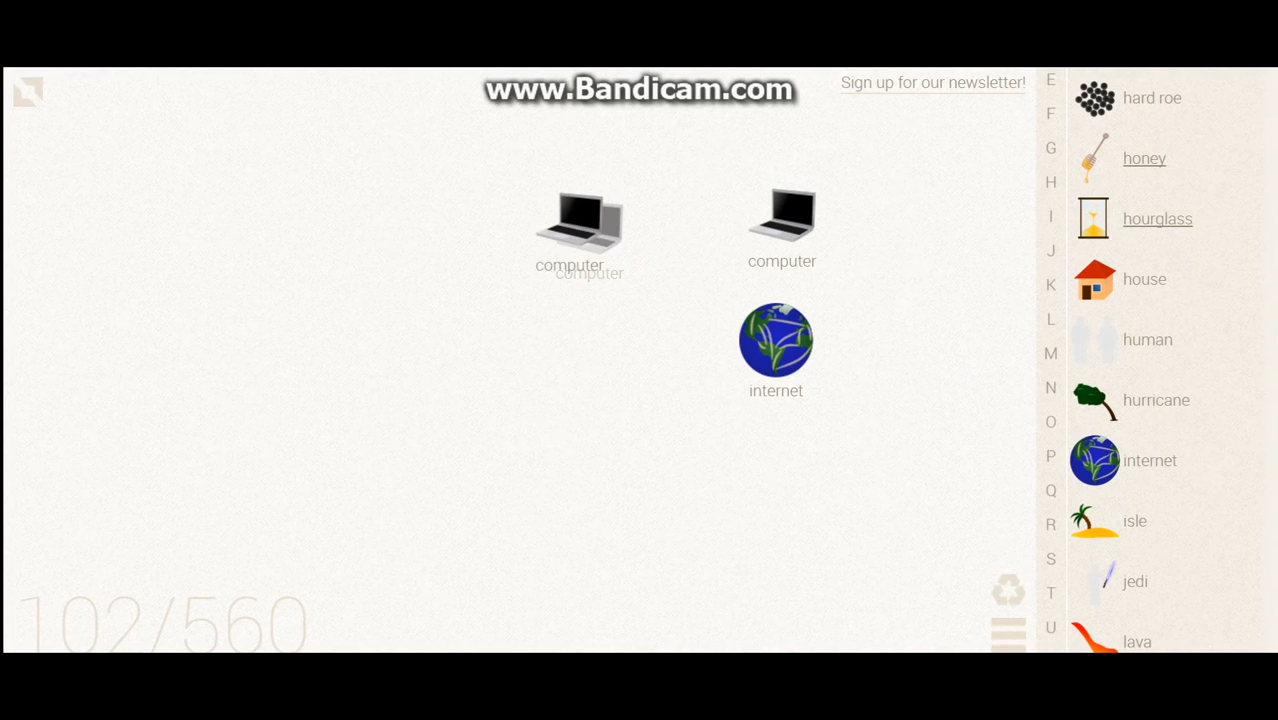 www.Bandicam.com
Sign up for our newsletter!
computer
computer
computer
internet
102/560
E
F
G
H
I
J
K
L
M
N
O
P
Q
R
S
T
U
hard roe
honey
hourglass
house
human
hurricane
internet
isle
jedi
lava